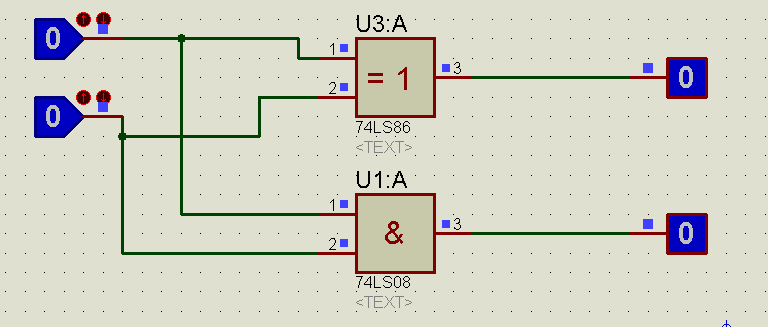 U3:A
0
1
= 1
3
0
2
0
74LS86
<TEXT>
U1:A
1
&
3
0
2
74LS08
<TEXT>